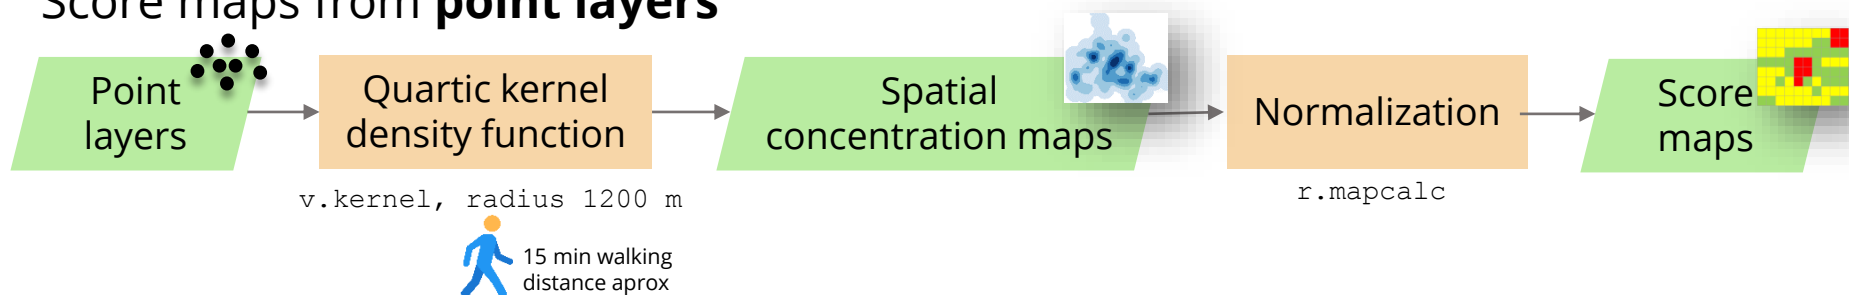 Score maps from point layers
Point
layers
Quartic kernel
density function
Spatial
concentration maps
Normalization
Score
maps
v.kernel, radius 1200 m
r.mapcalc
15 min walking
distance aprox